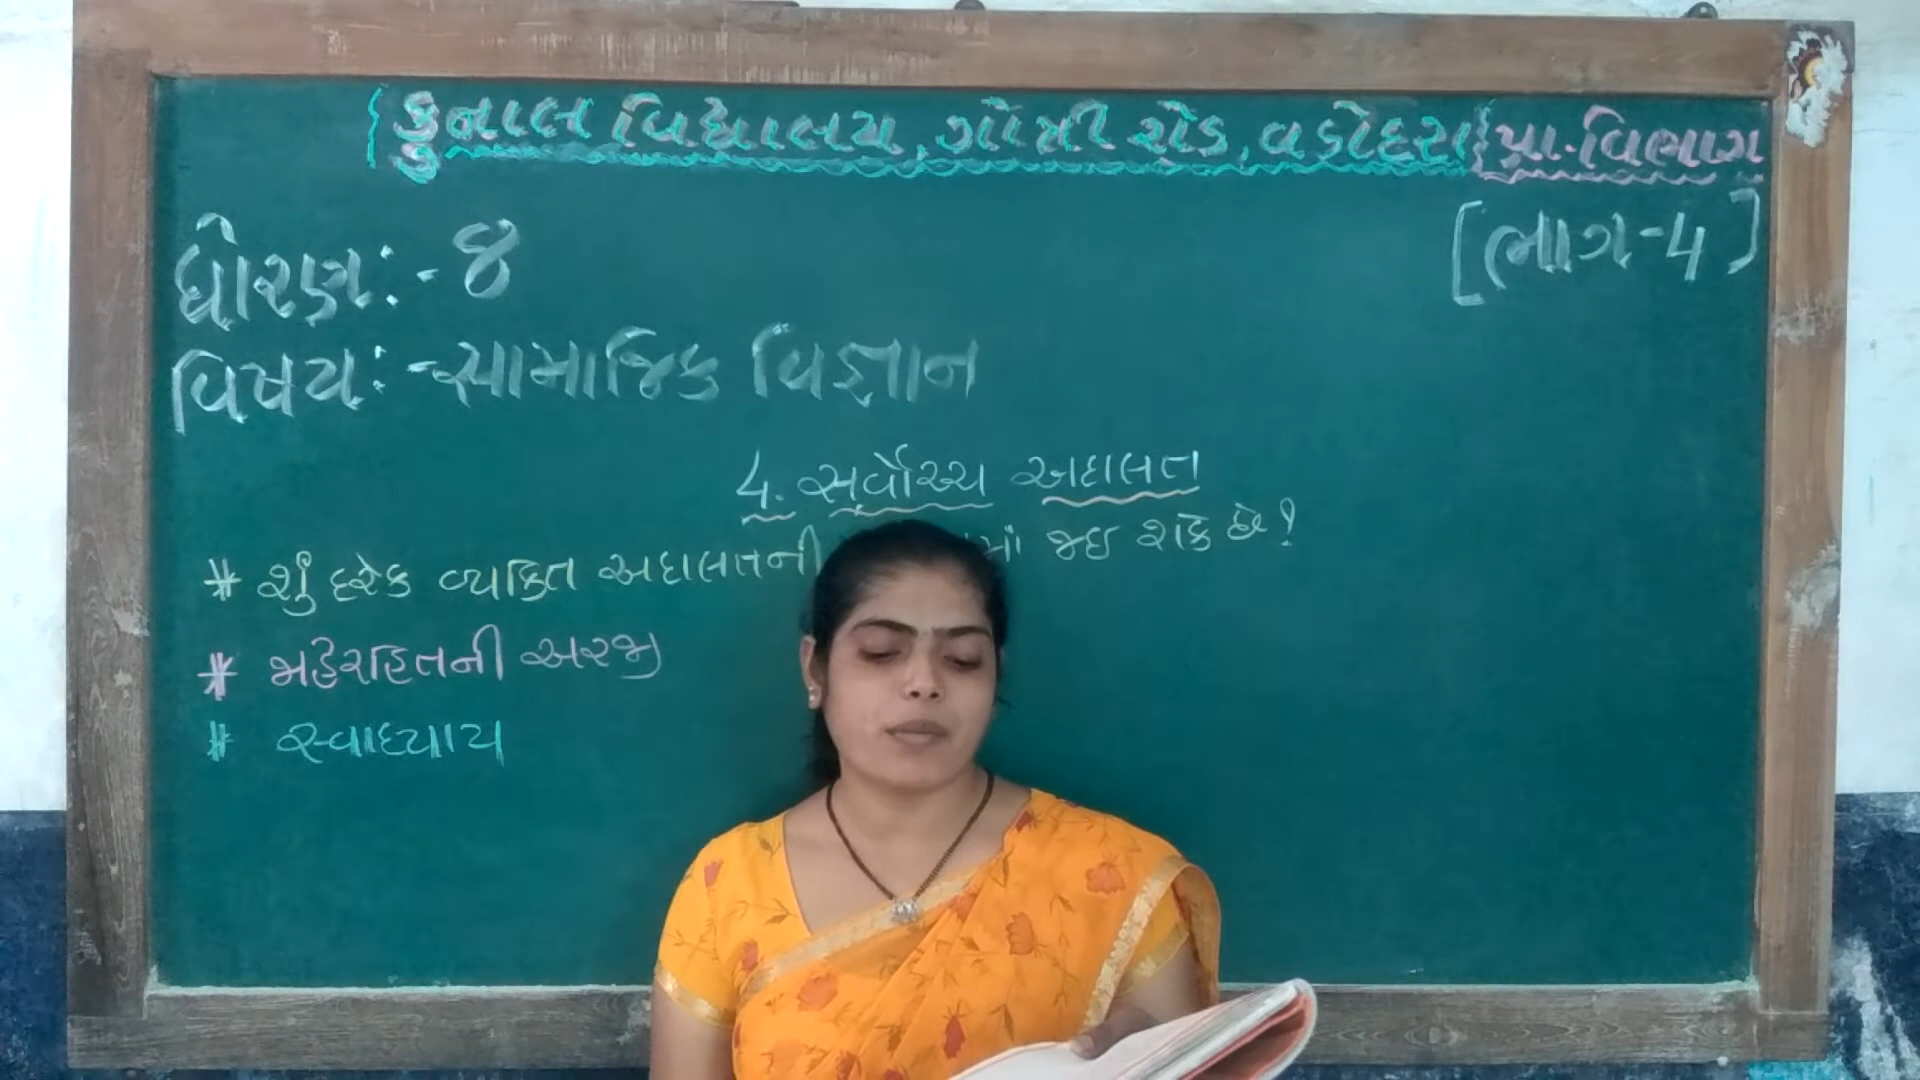 { કુનાલ વિદ્યાલય, ગોત્રી રોડ, વડોદરા { પ્રા. વિભાગ
[ભાગ-4]
ધોરણ:- ૪
વિષય:- સામાજિક વિજ્ઞાન
4. સર્વોચ્ચ અદાલત
* શું દરેક વ્યકિત અદાલતની માં જઇ શકે છે?
* જાહેરહિતની અરજી
* સ્વાધ્યાય